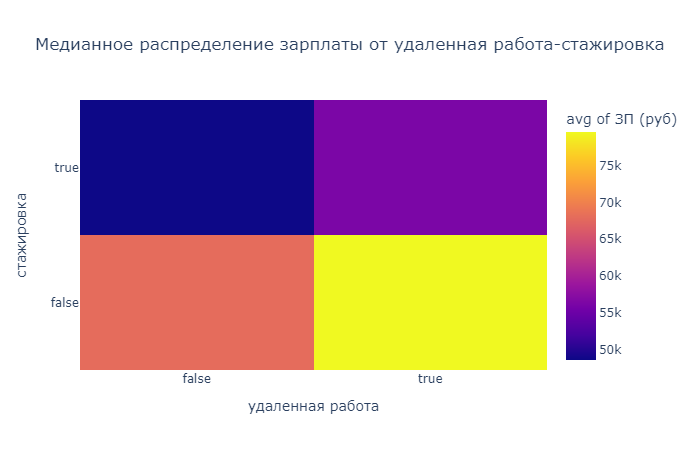 Медианное распределение зарплаты от удаленная работа-стажировка
avg of ЗП (руб)
75k
70k
65k
60k
55k
50k
стажировка
true
false
false
true
удаленная работа